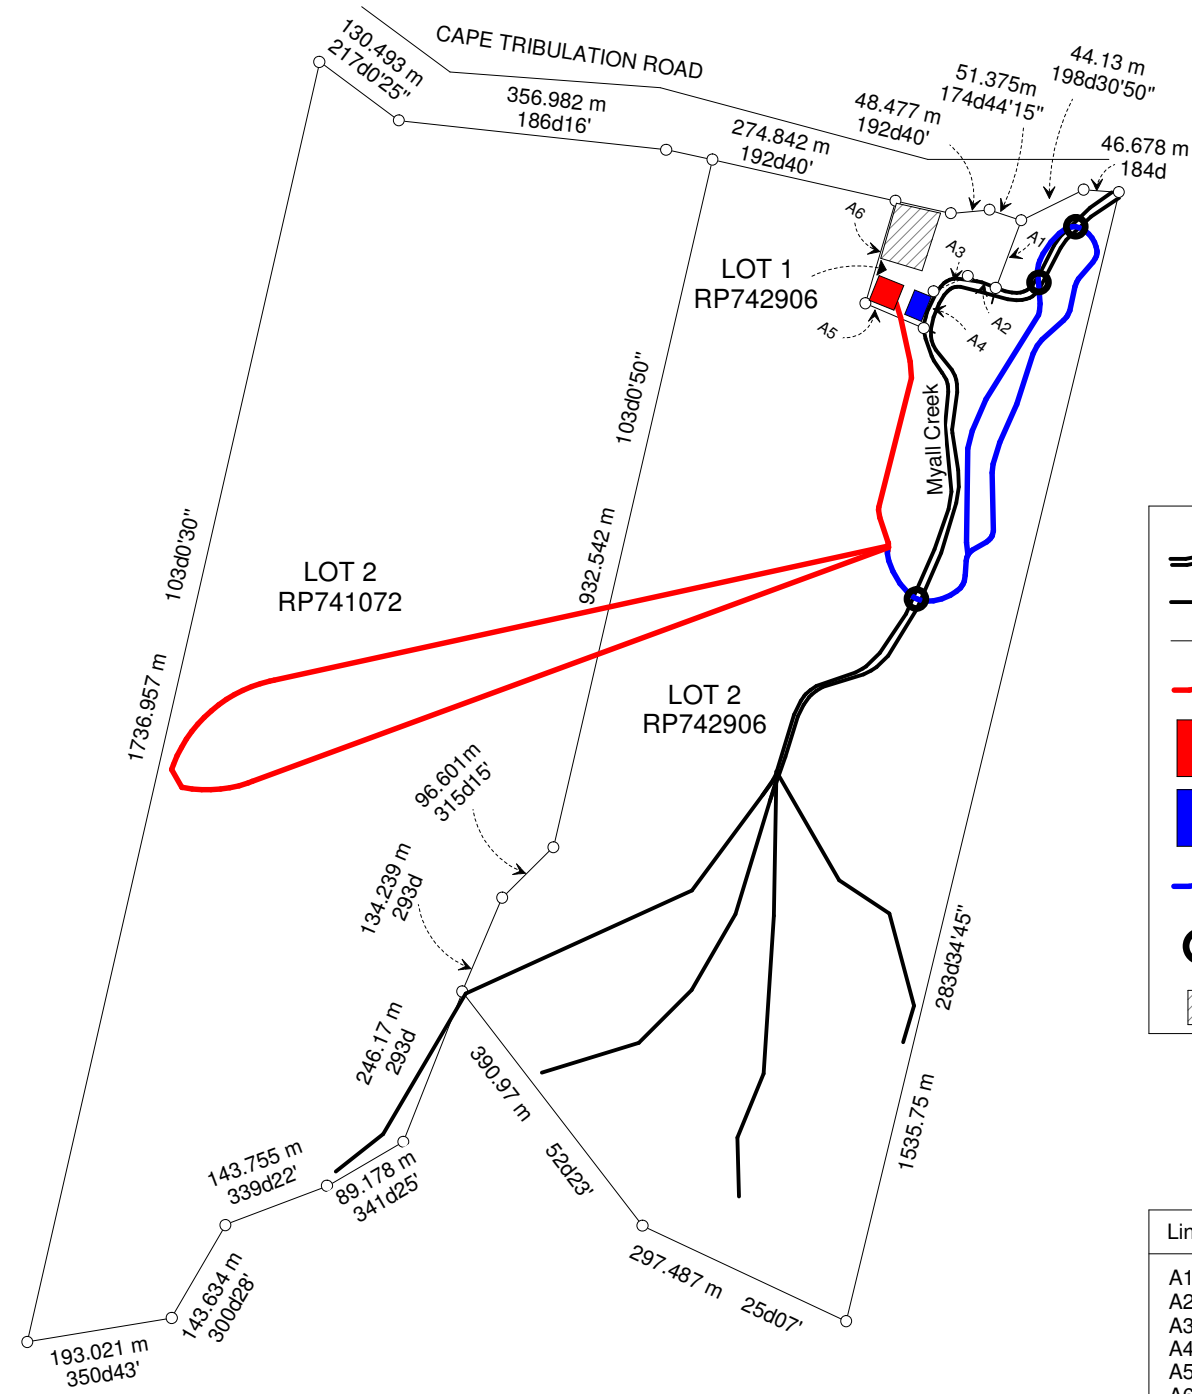 130.493 m
217d0'25"
CAPE TRIBULATION ROAD
356.982 m
186d16'
274.842 m
192d40'
48.477 m
192d40'
51.375m
174d44'15"
44.13 m
198d30'50"
46.678 m
184d
A6
A3
A1
LOT 1
RP742906
A5
A4
A2
103d0'50"
932.542 m
Myall Creek
103d0'30"
1736.957 m
LOT 2
RP741072
LOT 2
RP742906
96.601m
315d15'
134.239 m
293d
246.17 m
293d
390.97 m
52d23'
283d34'45"
1535.75 m
143.755 m
339d22'
89.178 m
341d25'
143.634 m
300d28'
193.021 m
350d43'
297.487 m
25d07'
Lin
A1
A2
A3
A4
A5